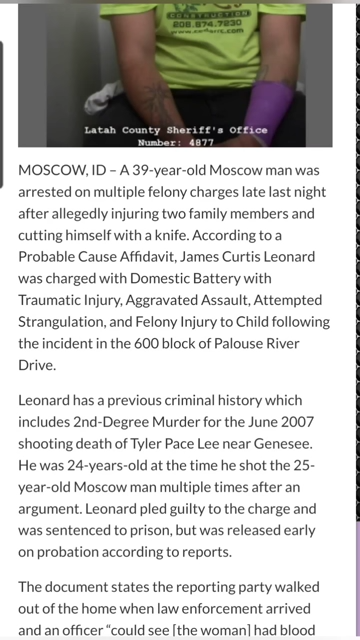 CONSTRUCTION
208.874.7230
Latah County Sheriff's Office
Number: 4877
MOSCOW, ID – A 39-year-old Moscow man was
arrested on multiple felony charges late last night
after allegedly injuring two family members and
cutting himself with a knife. According to a
Probable Cause Affidavit, James Curtis Leonard
was charged with Domestic Battery with
Traumatic Injury, Aggravated Assault, Attempted
Strangulation, and Felony Injury to Child following
the incident in the 600 block of Palouse River
Drive.
Leonard has a previous criminal history which
includes 2nd-Degree Murder for the June 2007
shooting death of Tyler Pace Lee near Genesee.
He was 24-years-old at the time he shot the 25-
year-old Moscow man multiple times after an
argument. Leonard pled guilty to the charge and
was sentenced to prison, but was released early
on probation according to reports.
The document states the reporting party walked
out of the home when law enforcement arrived
and an officer “could see [the woman] had blood